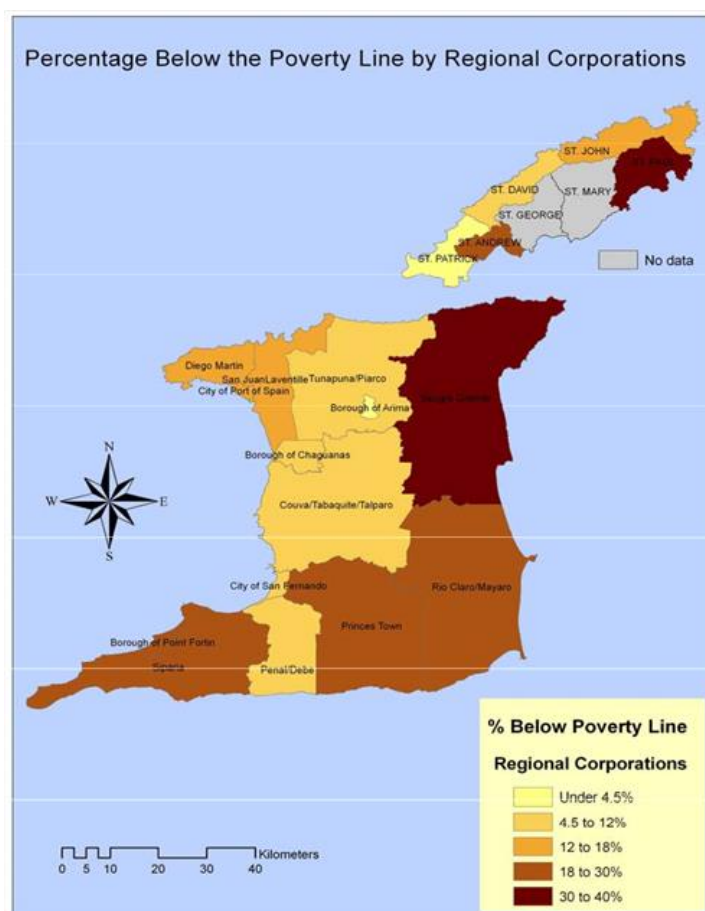 Percentage Below the Poverty Line by Regional Corporations
ST. JOHN
ST. PAUL
ST. DAVID
ST. MARY
ST. GEORGE
ST. ANDREW
ST. PATRICK
No data
Diego Martin
San JuanLaventille
Tunapuna/Piarco
City of Port of Spain
Sangre Grande
Borough of Arima
Borough of Chaguanas
N
W
E
S
Couva/Tabaquite/Talparo
City of San Fernando
Rio Claro/Mayaro
Princes Town
Borough of Point Fortin
Siparia
Penal/Debe
% Below Poverty Line
Regional Corporations
Under 4.5%
4.5 to 12%
12 to 18%
18 to 30%
30 to 40%
Kilometers
0 5 10 20 30 40